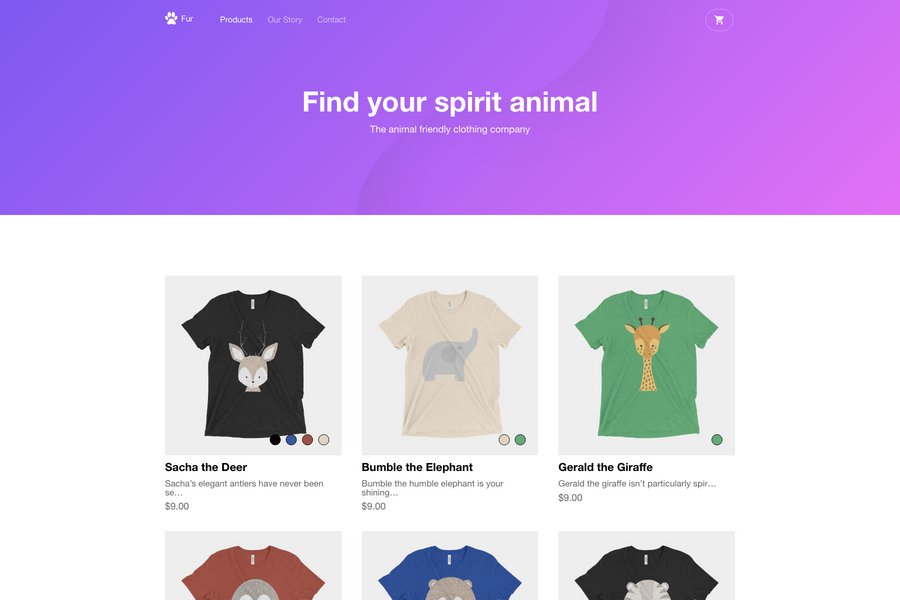 Fur
Products
Our Story
Contact
Find your spirit animal
The animal friendly clothing company
Sacha the Deer
Sacha’s elegant antlers have never been
se…
$9.00
Bumble the Elephant
Bumble the humble elephant is your
shining…
$9.00
Gerald the Giraffe
Gerald the giraffe isn’t particularly spir…
$9.00